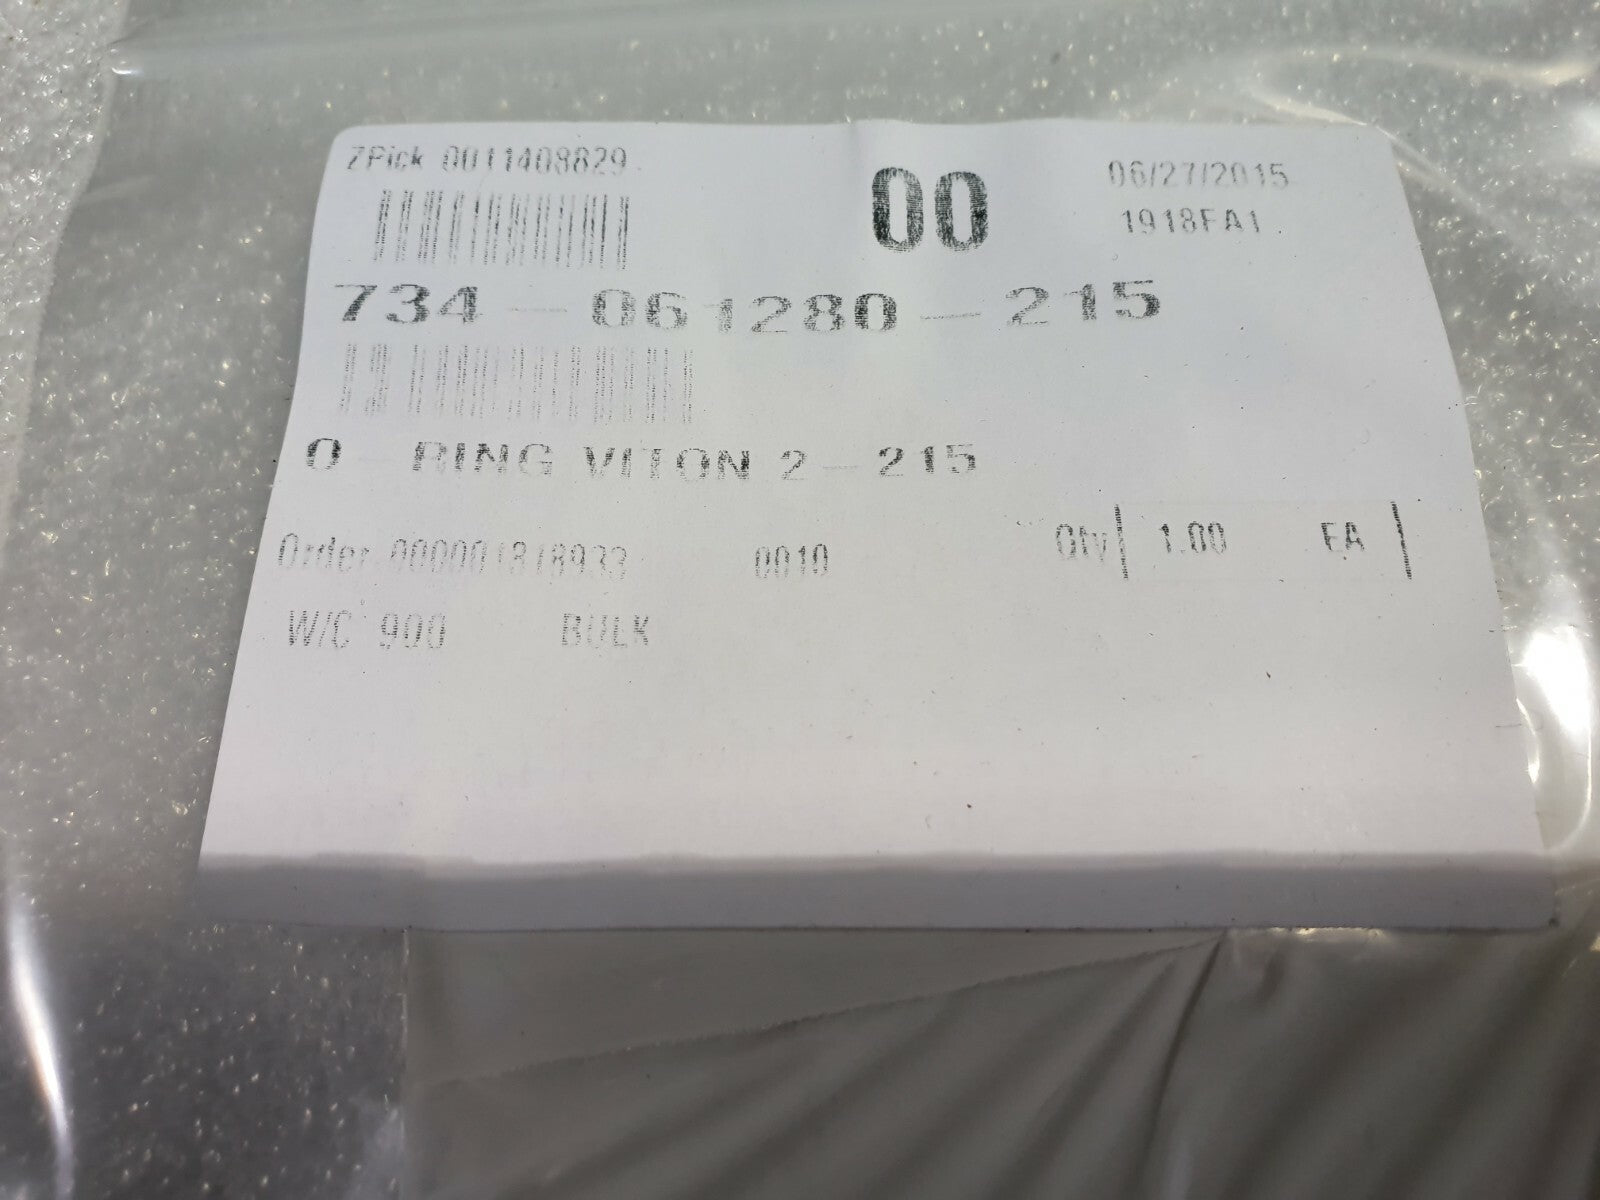 ZPick 0011408829
00
06/27/2015
1918FA1
734-061280-215
O-RING VITON 2-215
Order 000001818933 0010 Qty 1.00 EA
W/C 900 BULK